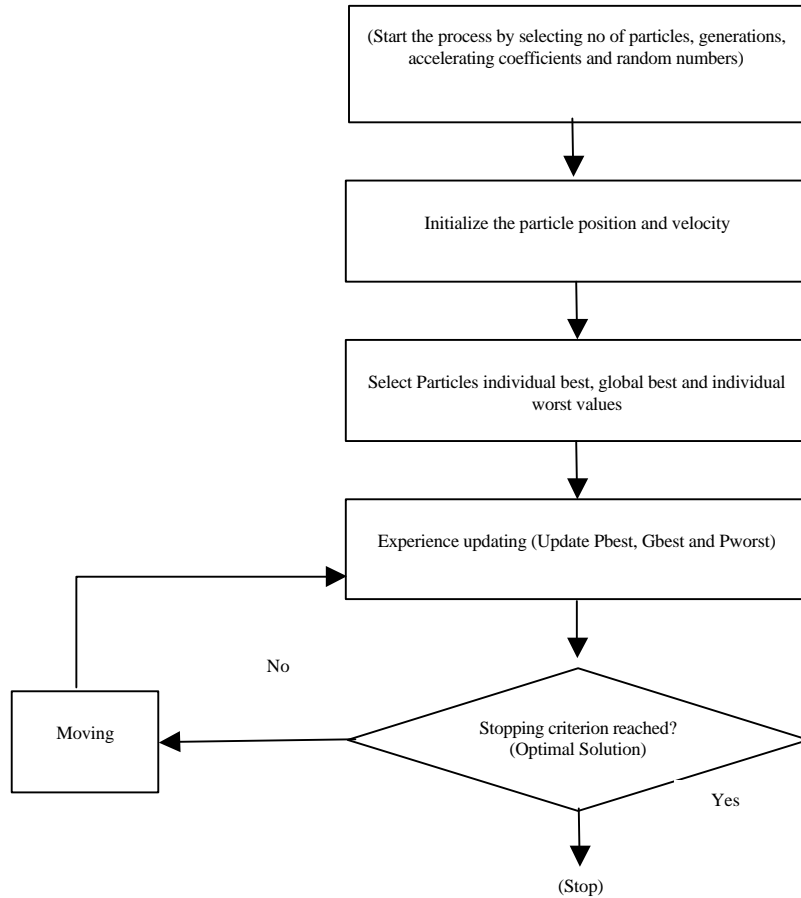 (Start the process by selecting no of particles, generations,
accelerating coefficients and random numbers)
Initialize the particle position and velocity
Select Particles individual best, global best and individual
worst values
Experience updating (Update Pbest, Gbest and Pworst)
No
Moving
Stopping criterion reached?
(Optimal Solution)
Yes
(Stop)